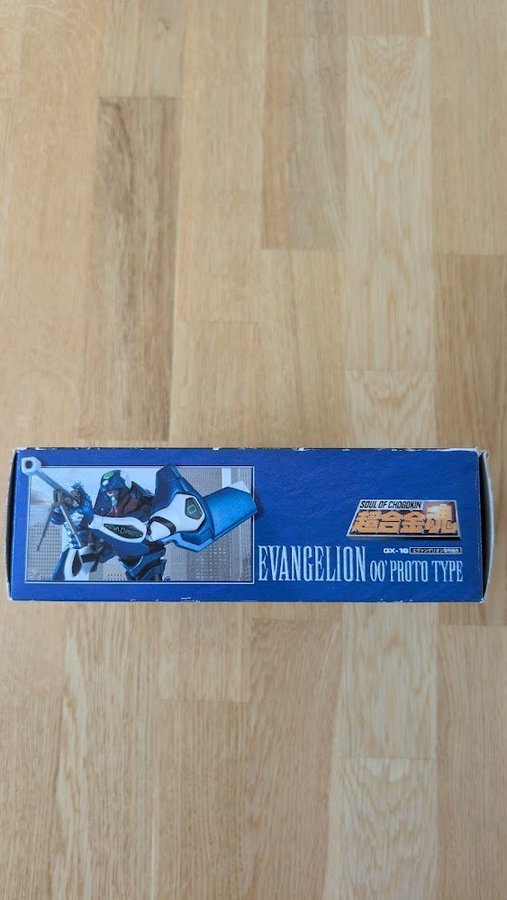 SOUL OF CHOGOKIN
超合金魂
GX-16 エヴァンゲリオン零号機改
EVANGELION 00' PROTO TYPE